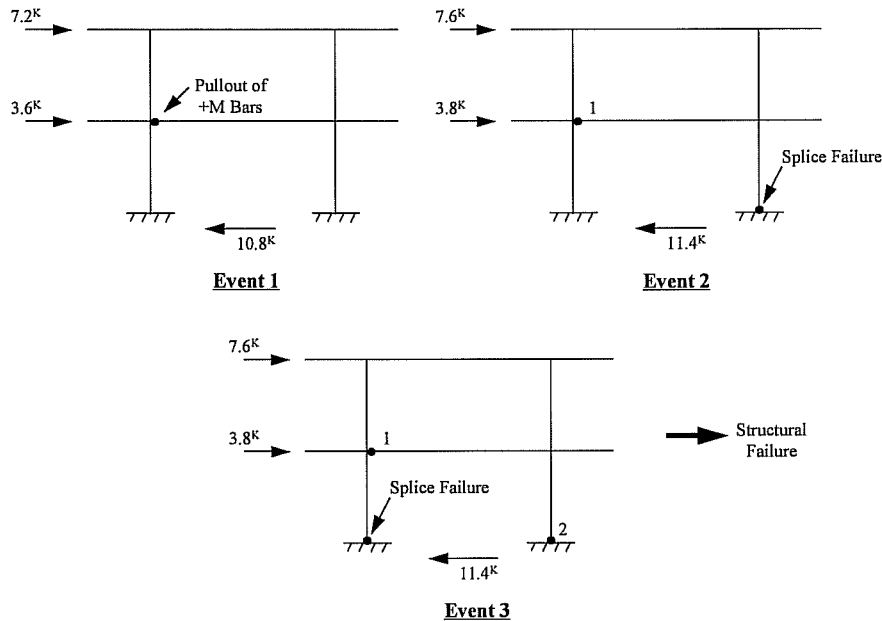 7.2ᴷ
Pullout of
+M Bars
3.6ᴷ
10.8ᴷ
Event 1
7.6ᴷ
3.8ᴷ
1
Splice Failure
11.4ᴷ
Event 2
7.6ᴷ
3.8ᴷ
1
Splice Failure
2
11.4ᴷ
Structural
Failure
Event 3